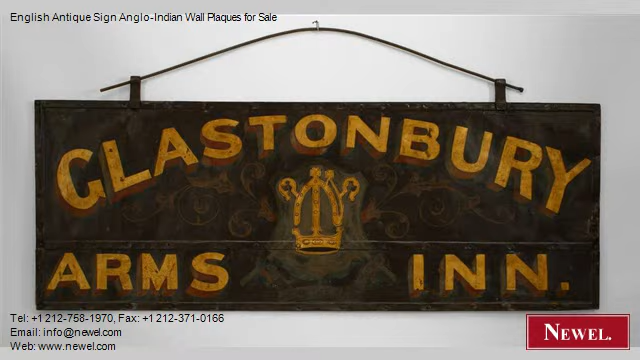 English Antique Sign Anglo-Indian Wall Plaques for Sale
GLASTONBURY
ARMS INN.
Tel: +1 212-758-1970, Fax: +1 212-371-0166
Email: info@newel.com
Web: www.newel.com
NEWEL.